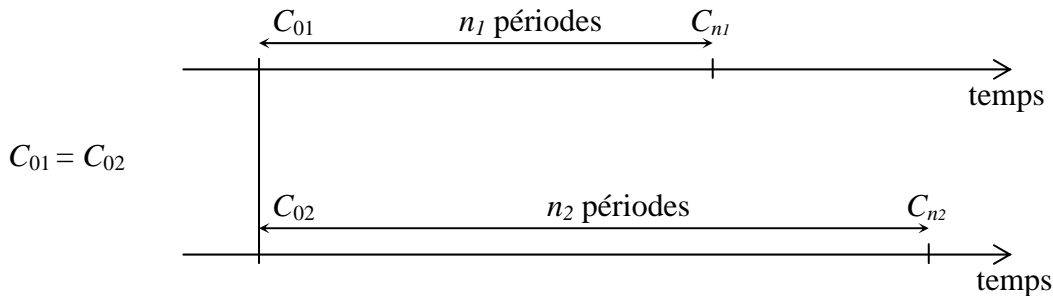 C₀₁ n₁ périodes Cₙ₁
temps
C₀₁ = C₀₂
C₀₂ n₂ périodes Cₙ₂
temps